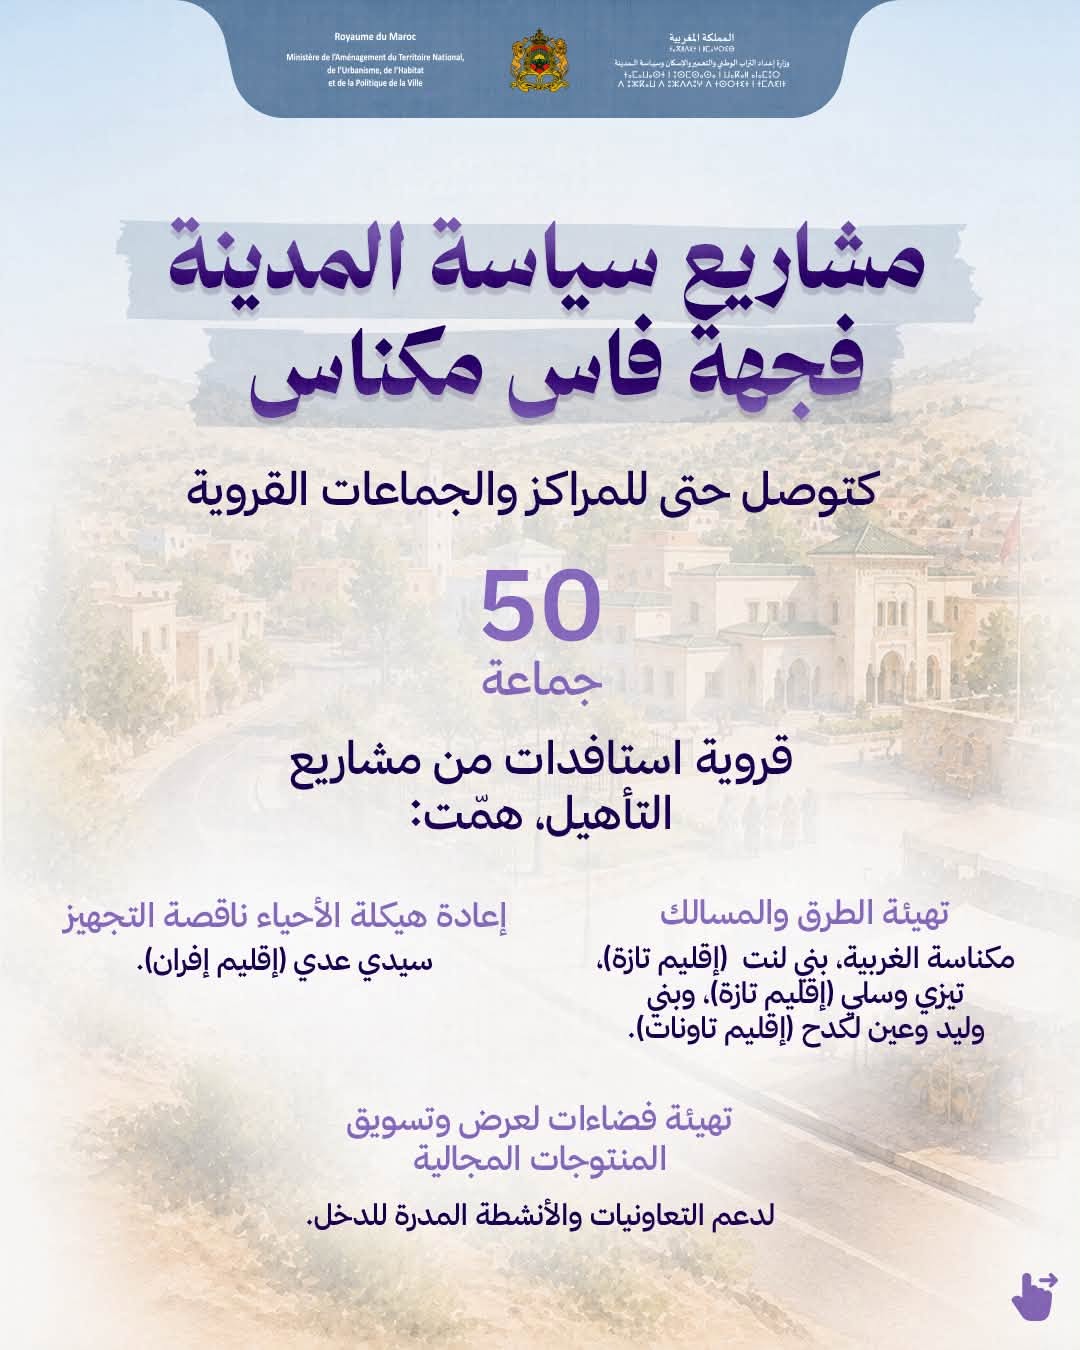 Royaume du Maroc
Ministère de l'Aménagement du Territoire National,
de l'Urbanisme, de l'Habitat
et de la Politique de la Ville
المملكة المغربية
وزارة إعداد التراب الوطني والتعمير والإسكان وسياسة المدينة
مشاريع سياسة المدينة
فجهة فاس مكناس
كتوصل حتى للمراكز والجماعات القروية
50
جماعة
قروية استافدات من مشاريع
التأهيل، همّت:
تهيئة الطرق والمسالك
مكناسة الغربية، بني لنت (إقليم تازة)،
تيزي وسلي (إقليم تازة)، وبني
وليد وعين لكدح (إقليم تاونات).
إعادة هيكلة الأحياء ناقصة التجهيز
سيدي عدي (إقليم إفران).
تهيئة فضاءات لعرض وتسويق
المنتوجات المجالية
لدعم التعاونيات والأنشطة المدرة للدخل.